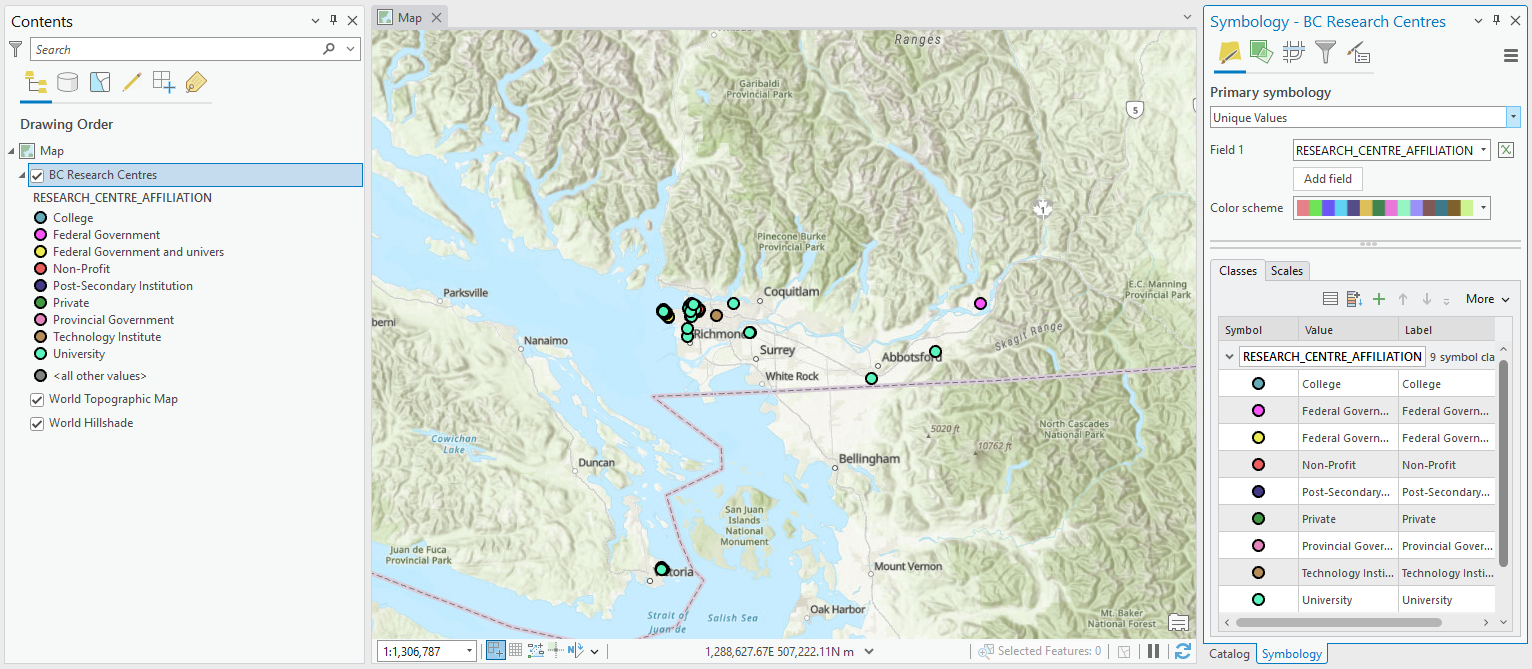 Contents
Search
Drawing Order
Map
BC Research Centres
RESEARCH_CENTRE_AFFILIATION
College
Federal Government
Federal Government and univers
Non-Profit
Post-Secondary Institution
Private
Provincial Government
Technology Institute
University
<all other values>
World Topographic Map
World Hillshade
Map
Ranges
Garibaldi
Provincial Park
5
1
Pinecone Burke
Provincial Park
E.C. Manning
Provincial Park
Parksville
Coquitlam
berni
Nanaimo
Richmond
Surrey
Skagit Range
Abbotsford
White Rock
5020 ft
10762 ft
North Cascades
National Park
Cowichan
Lake
Duncan
Bellingham
San Juan
Islands
National
Monument
Juan de Fuca
Provincial Park
toria
Mount Vernon
Oak Harbor
Strait of
Juan de
Salish Sea
Mt. Baker
National Forest
1:1,306,787
N
1,288,627.67E 507,222.11N m
Selected Features: 0
Symbology - BC Research Centres
Primary symbology
Unique Values
Field 1
RESEARCH_CENTRE_AFFILIATION
Add field
Color scheme
Classes Scales
More
Symbol Value Label
RESEARCH_CENTRE_AFFILIATION 9 symbol cla
College College
Federal Govern... Federal Govern...
Federal Govern... Federal Govern...
Non-Profit Non-Profit
Post-Secondary... Post-Secondary...
Private Private
Provincial Gover... Provincial Gover...
Technology Insti... Technology Insti...
University University
Catalog Symbology